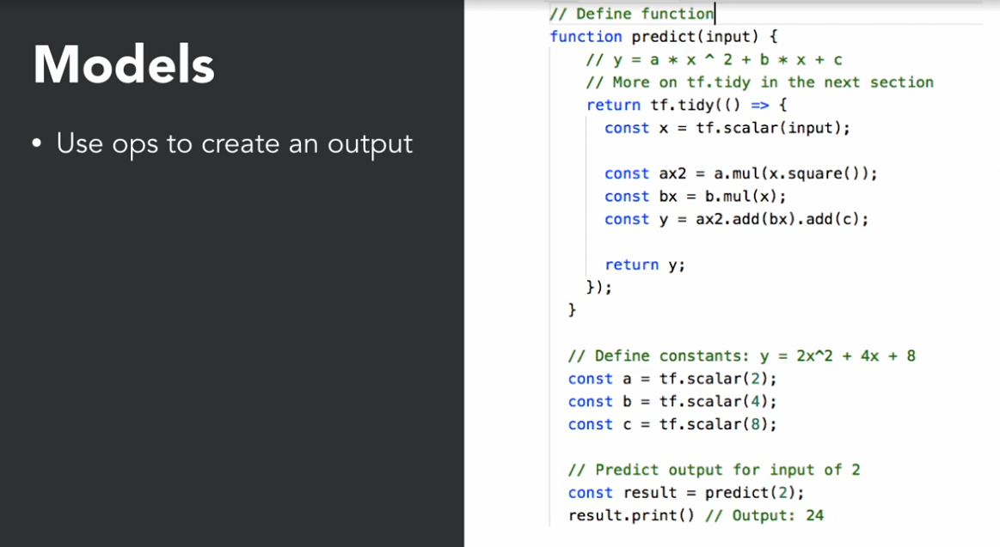 Models
• Use ops to create an output
// Define function
function predict(input) {
// y = a * x ^ 2 + b * x + c
// More on tf.tidy in the next section
return tf.tidy(() => {
const x = tf.scalar(input);
const ax2 = a.mul(x.square());
const bx = b.mul(x);
const y = ax2.add(bx).add(c);
return y;
});
}
// Define constants: y = 2x^2 + 4x + 8
const a = tf.scalar(2);
const b = tf.scalar(4);
const c = tf.scalar(8);
// Predict output for input of 2
const result = predict(2);
result.print() // Output: 24